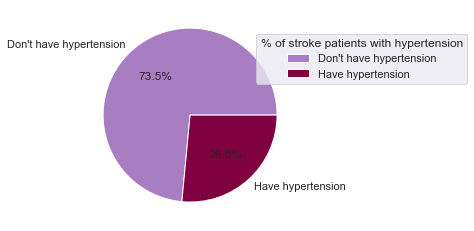 Don't have hypertension
% of stroke patients with hypertension
Don't have hypertension
Have hypertension
73.5%
26.5%
Have hypertension